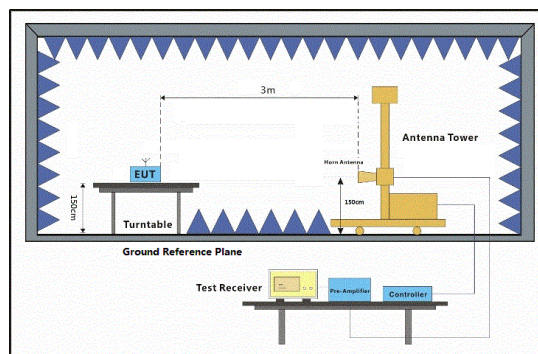 3m
Antenna Tower
Horn Antenna
EUT
150cm
150cm
Turntable
Ground Reference Plane
Test Receiver
Pre-Amplifier
Controller